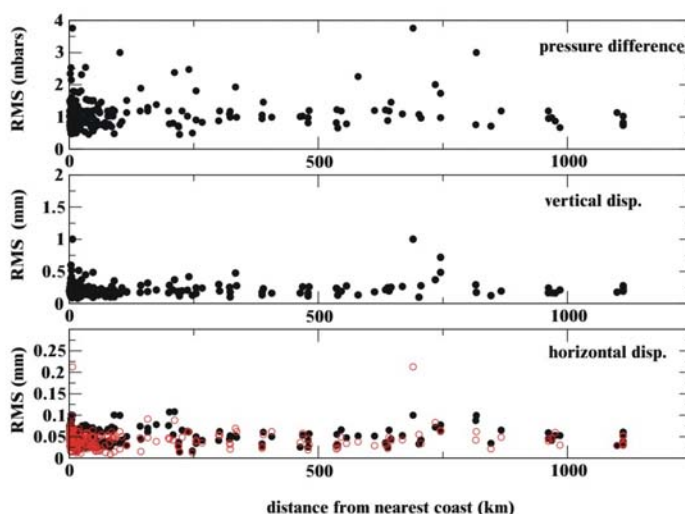 RMS (mbars)
4
3
2
1
0
pressure difference
0 500 1000
RMS (mm)
2
1.5
1
0.5
0
vertical disp.
0 500 1000
RMS (mm)
0.25
0.2
0.15
0.1
0.05
0
horizontal disp.
0 500 1000
distance from nearest coast (km)